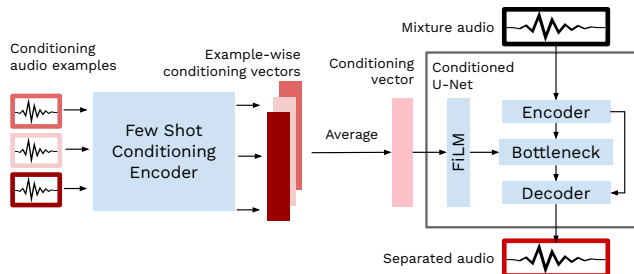 Mixture audio
Conditioning
audio examples
Example-wise
conditioning vectors
Conditioning
vector
Conditioned
U-Net
Few Shot
Conditioning
Encoder
Average
FiLM
Encoder
Bottleneck
Decoder
Separated audio